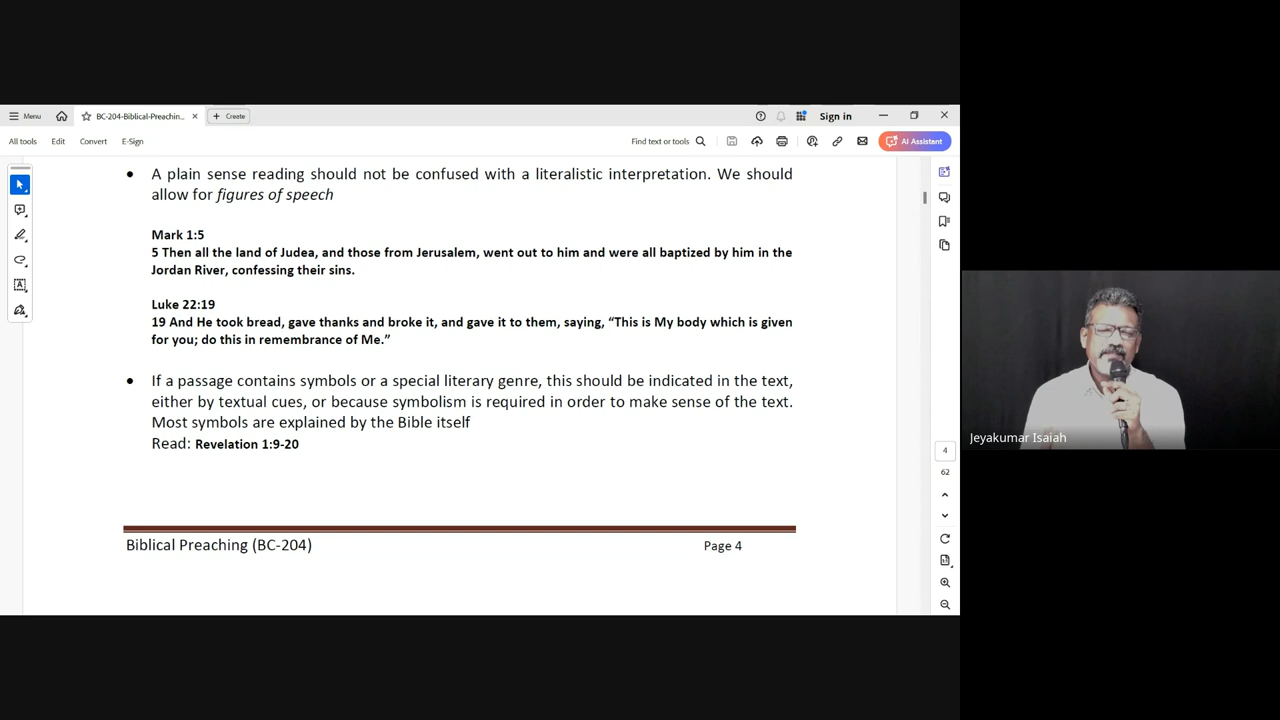 Menu
BC-204-Biblical-Preachin...
Create
Sign in
All tools
Edit
Convert
E-Sign
Find text or tools
AI Assistant
• A plain sense reading should not be confused with a literalistic interpretation. We should
allow for figures of speech
Mark 1:5
5 Then all the land of Judea, and those from Jerusalem, went out to him and were all baptized by him in the
Jordan River, confessing their sins.
Luke 22:19
19 And He took bread, gave thanks and broke it, and gave it to them, saying, “This is My body which is given
for you; do this in remembrance of Me.”
• If a passage contains symbols or a special literary genre, this should be indicated in the text,
either by textual cues, or because symbolism is required in order to make sense of the text.
Most symbols are explained by the Bible itself
Read: Revelation 1:9-20
Biblical Preaching (BC-204)
Page 4
4
62
Jeyakumar Isaiah